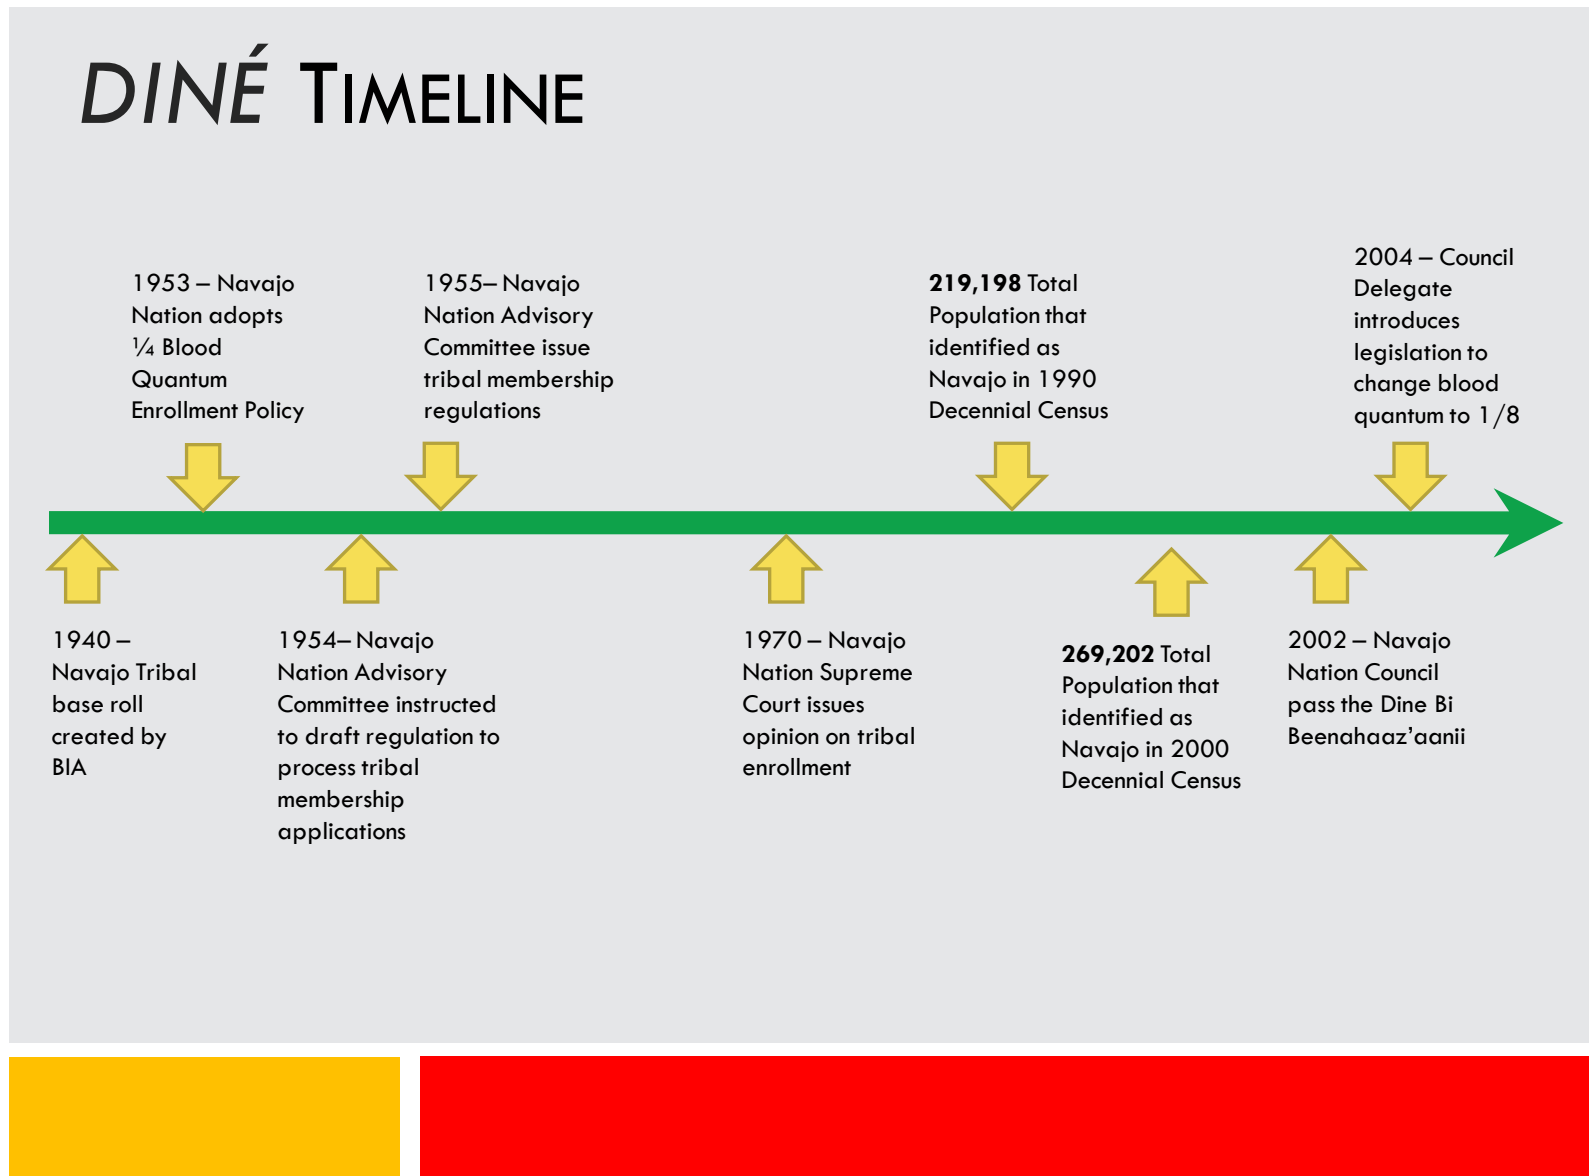 DINÉ TIMELINE
1953 – Navajo
Nation adopts
¼ Blood
Quantum
Enrollment Policy
1955– Navajo
Nation Advisory
Committee issue
tribal membership
regulations
219,198 Total
Population that
identified as
Navajo in 1990
Decennial Census
2004 – Council
Delegate
introduces
legislation to
change blood
quantum to 1/8
1940 –
Navajo Tribal
base roll
created by
BIA
1954– Navajo
Nation Advisory
Committee instructed
to draft regulation to
process tribal
membership
applications
1970 – Navajo
Nation Supreme
Court issues
opinion on tribal
enrollment
269,202 Total
Population that
identified as
Navajo in 2000
Decennial Census
2002 – Navajo
Nation Council
pass the Dine Bi
Beenahaaz’aanii